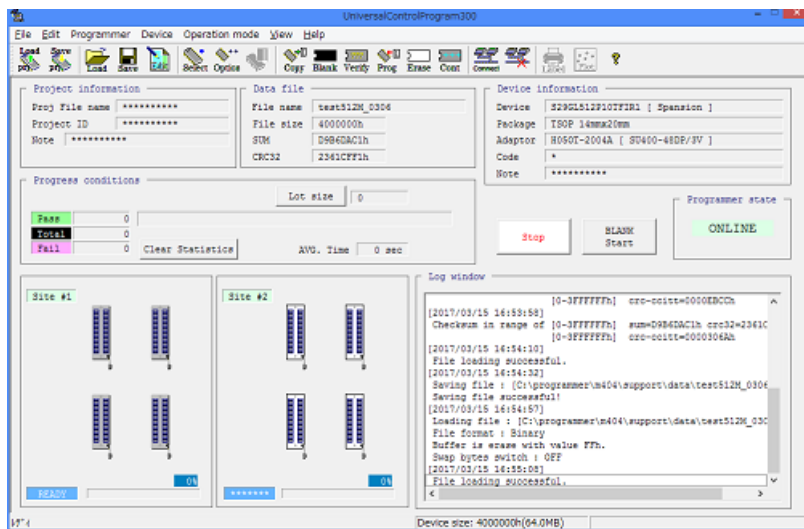 UniversalControlProgram300
File Edit Programmer Device Operation mode View Help
Load Save Load Save Edit Select Option Copy Blank Verify Prog Erase Cont Connect
Project information
Proj File name **********
Project ID **********
Note **********
Data file
File name test512M_0306
File size 4000000h
SUM D9B6DAC1h
CRC32 2361CFF1h
Device information
Device S29GL512P10TFIR1 [ Spansion ]
Package TSOP 14mmx20mm
Adaptor H050T-2004A [ SU400-48DP/3V ]
Code *
Note **********
Progress conditions
Lot size 0
Pass 0
Total 0
Fail 0 Clear Statistics AVG. Time 0 sec
Stop
BLANK
Start
Programmer state
ONLINE
Site #1
0%
READY
Site #2
0%
*******
Log window
[0-3FFFFFFh] crc-ccitt=0000EBCCh
[2017/03/15 16:53:58]
Checksum in range of [0-3FFFFFFh] sum=D9B6DAC1h crc32=2361C
[0-3FFFFFFh] crc-ccitt=0000306Ah
[2017/03/15 16:54:10]
File loading successful.
[2017/03/15 16:54:32]
Saving file : [C:\programmer\m404\support\data\test512M_0306
Saving file successful!
[2017/03/15 16:54:57]
Loading file : [C:\programmer\m404\support\data\test512M_030
File format : Binary
Buffer is erase with value FFh.
Swap bytes switch : OFF
[2017/03/15 16:55:08]
File loading successful.
ﾚﾃﾞｨ
Device size: 4000000h(64.0MB)